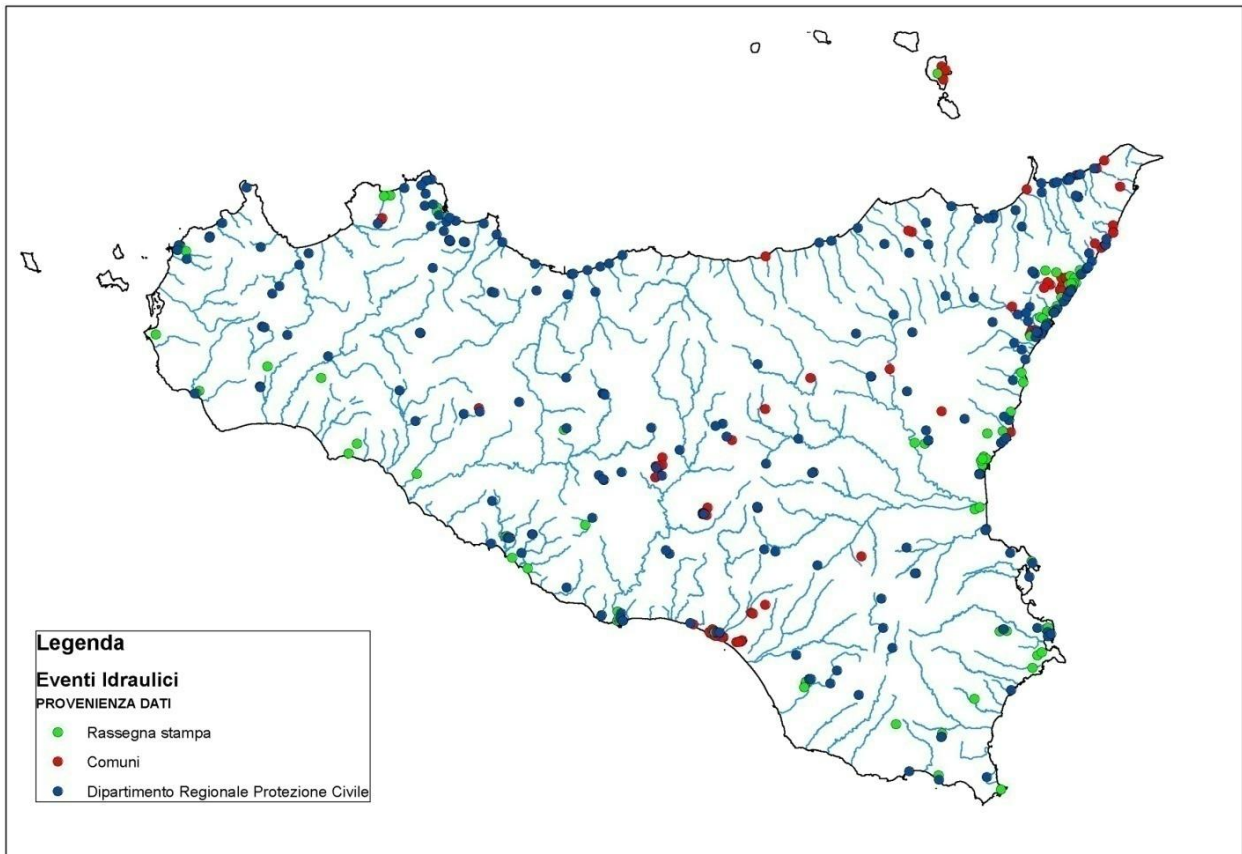 Legenda
Eventi Idraulici
PROVENIENZA DATI
Rassegna stampa
Comuni
Dipartimento Regionale Protezione Civile